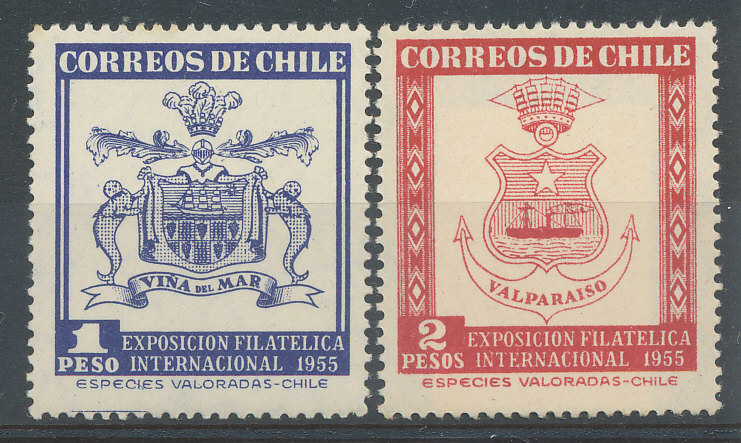 CORREOS DE CHILE
VIÑA DEL MAR
1 EXPOSICION FILATELICA
PESO INTERNACIONAL 1955
ESPECIES VALORADAS-CHILE
CORREOS DE CHILE
VALPARAISO
2 EXPOSICION FILATELICA
PESOS INTERNACIONAL 1955
ESPECIES VALORADAS-CHILE